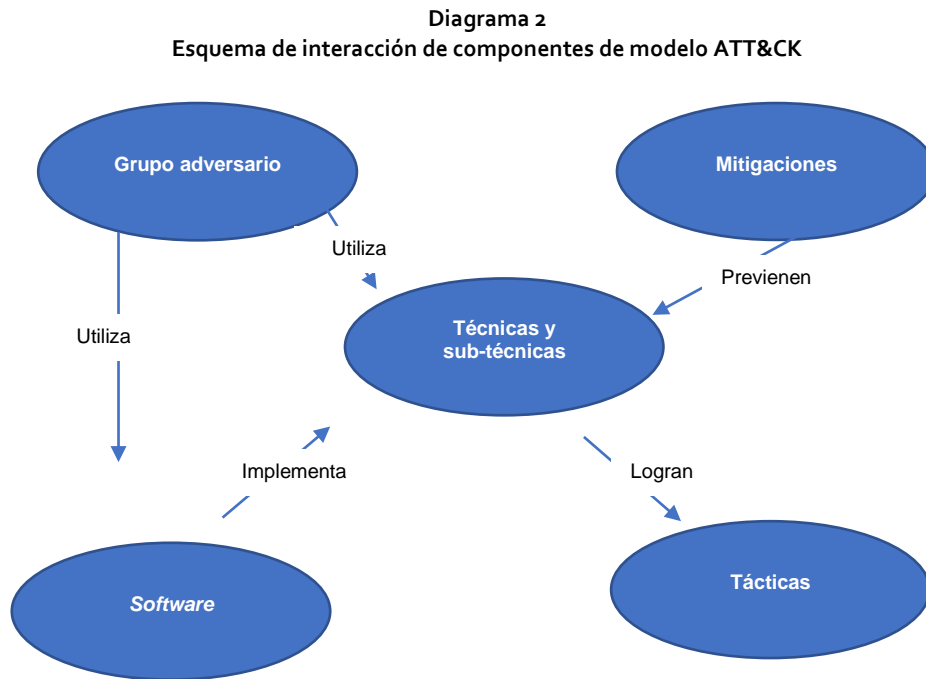 Diagrama 2
Esquema de interacción de componentes de modelo ATT&CK
Grupo adversario
Mitigaciones
Utiliza
Previenen
Utiliza
Técnicas y
sub-técnicas
Implementa
Logran
Software
Tácticas